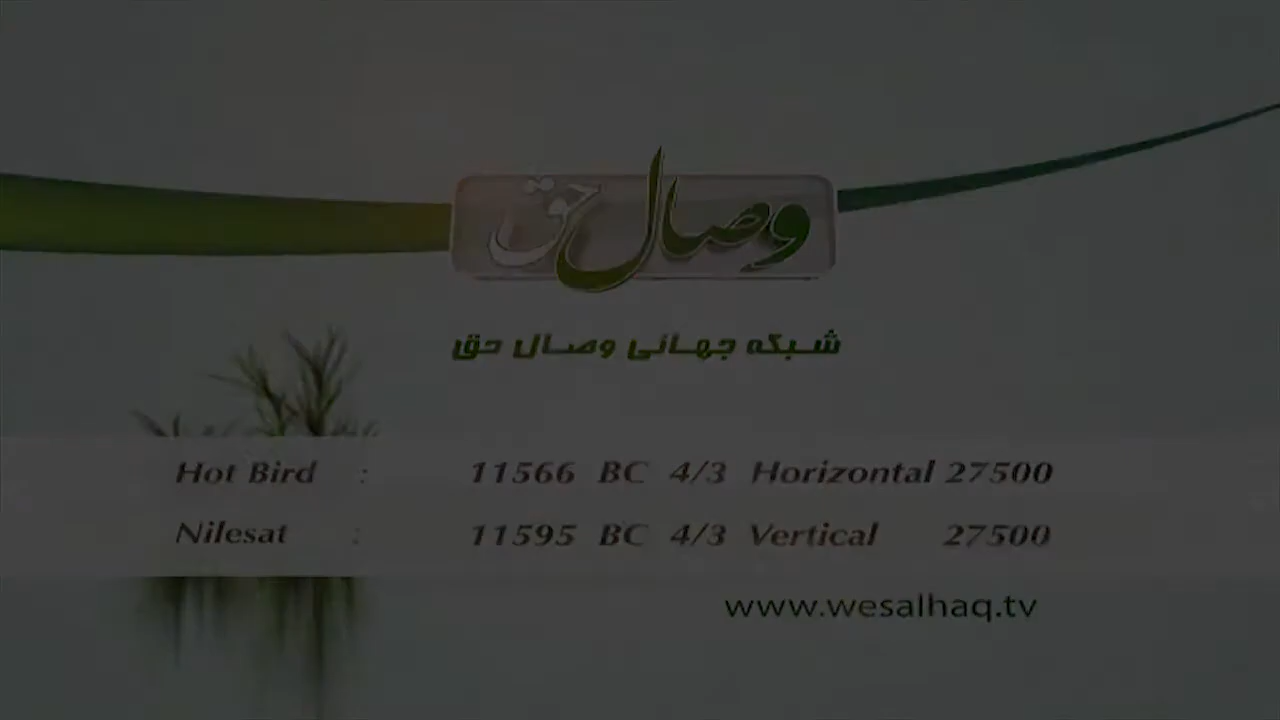 وصال حق
شبکه جهانی وصال حق
Hot Bird : 11566 BC 4/3 Horizontal 27500
Nilesat : 11595 BC 4/3 Vertical 27500
www.wesalhaq.tv